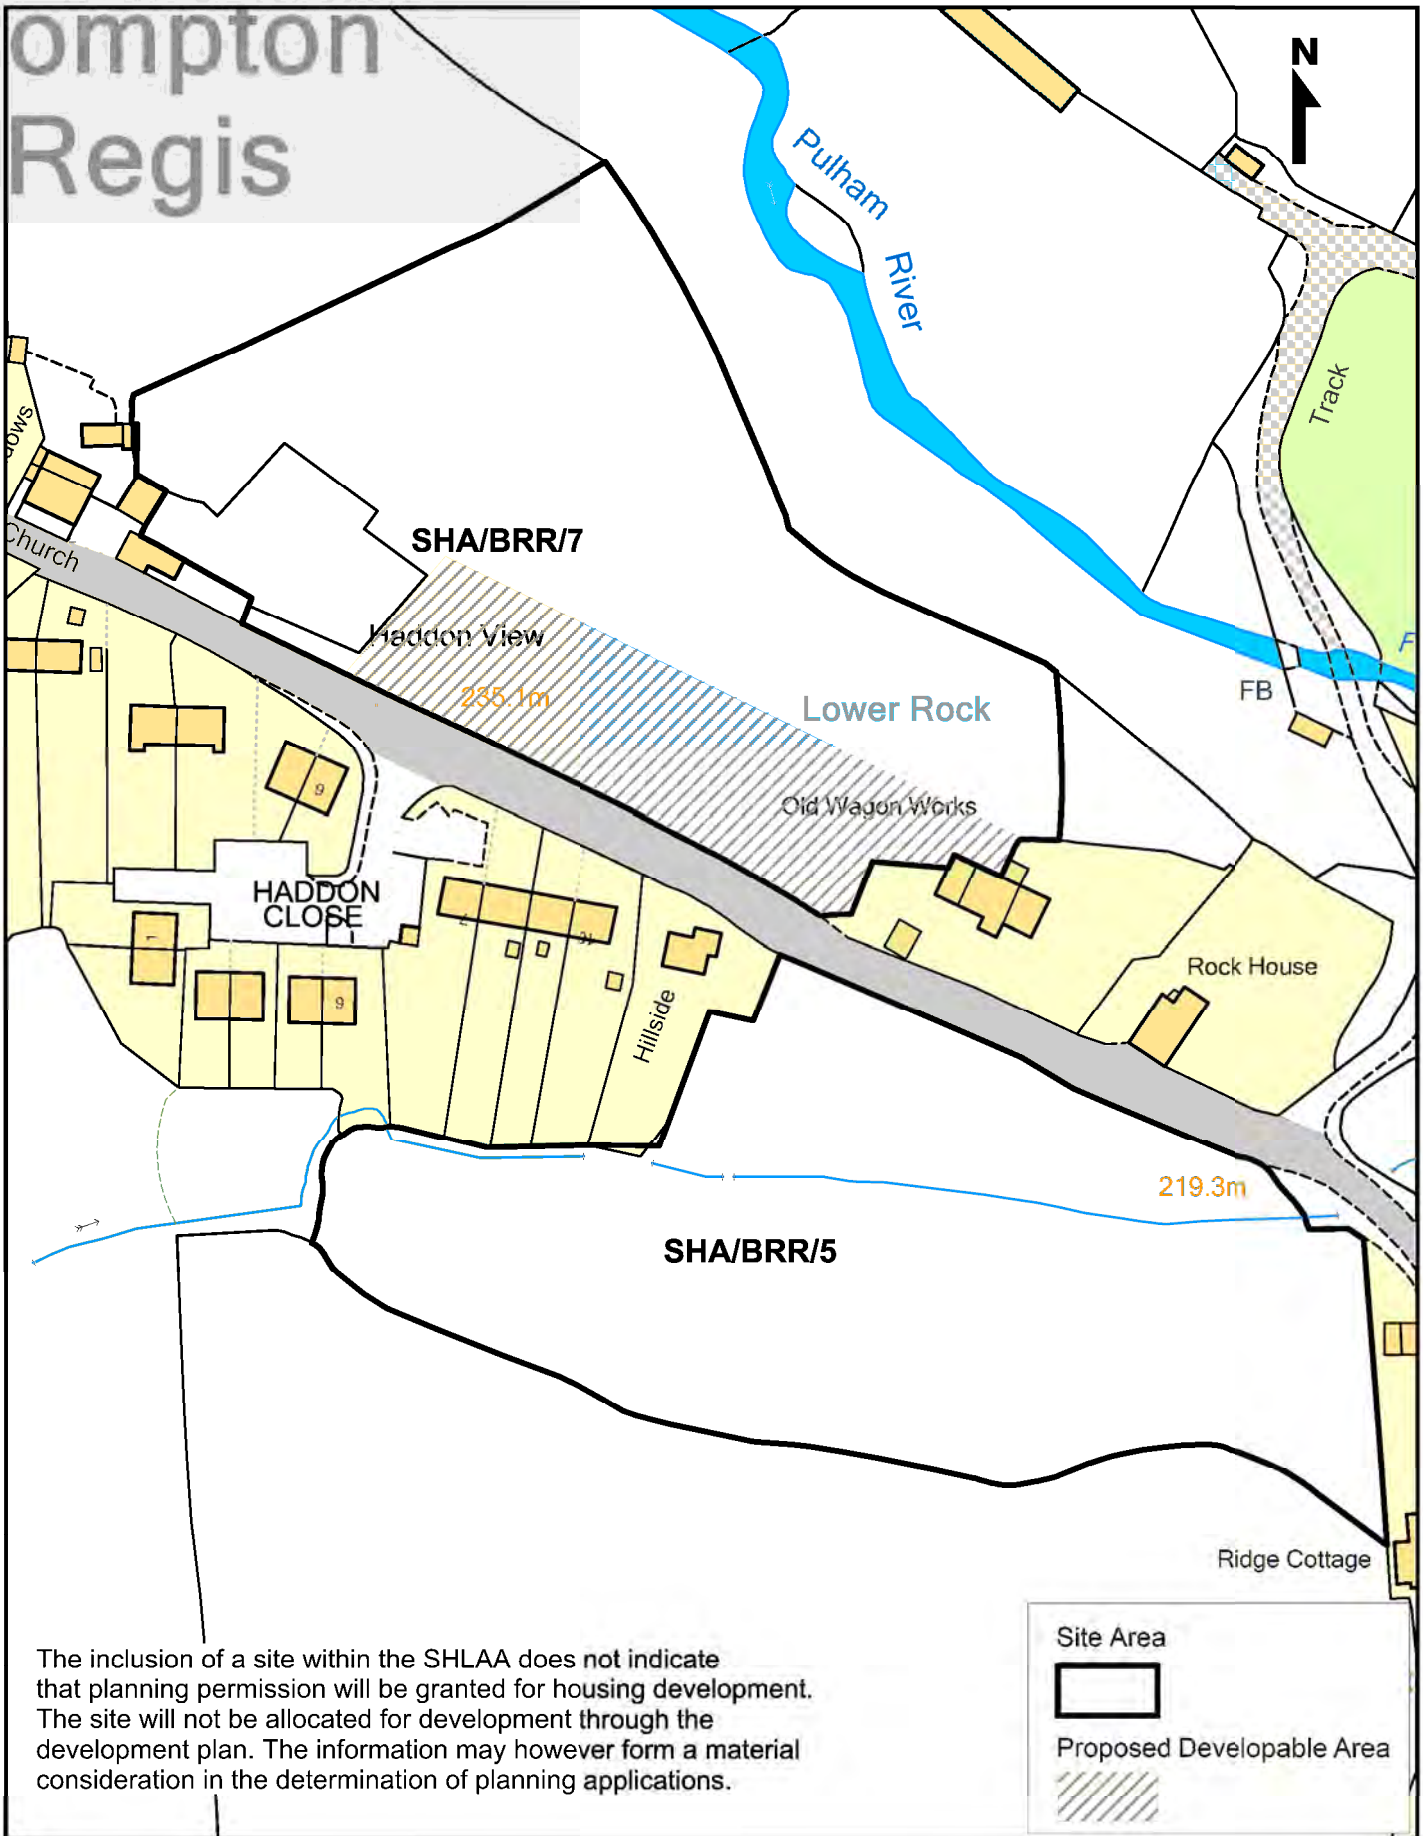 ompton
Regis
N
Pulham
River
Track
Church
SHA/BRR/7
Haddon View
235.1m
Lower Rock
Old Wagon Works
FB
HADDON
CLOSE
Hillside
Rock House
219.3m
SHA/BRR/5
Ridge Cottage
The inclusion of a site within the SHLAA does not indicate
that planning permission will be granted for housing development.
The site will not be allocated for development through the
development plan. The information may however form a material
consideration in the determination of planning applications.
Site Area
Proposed Developable Area